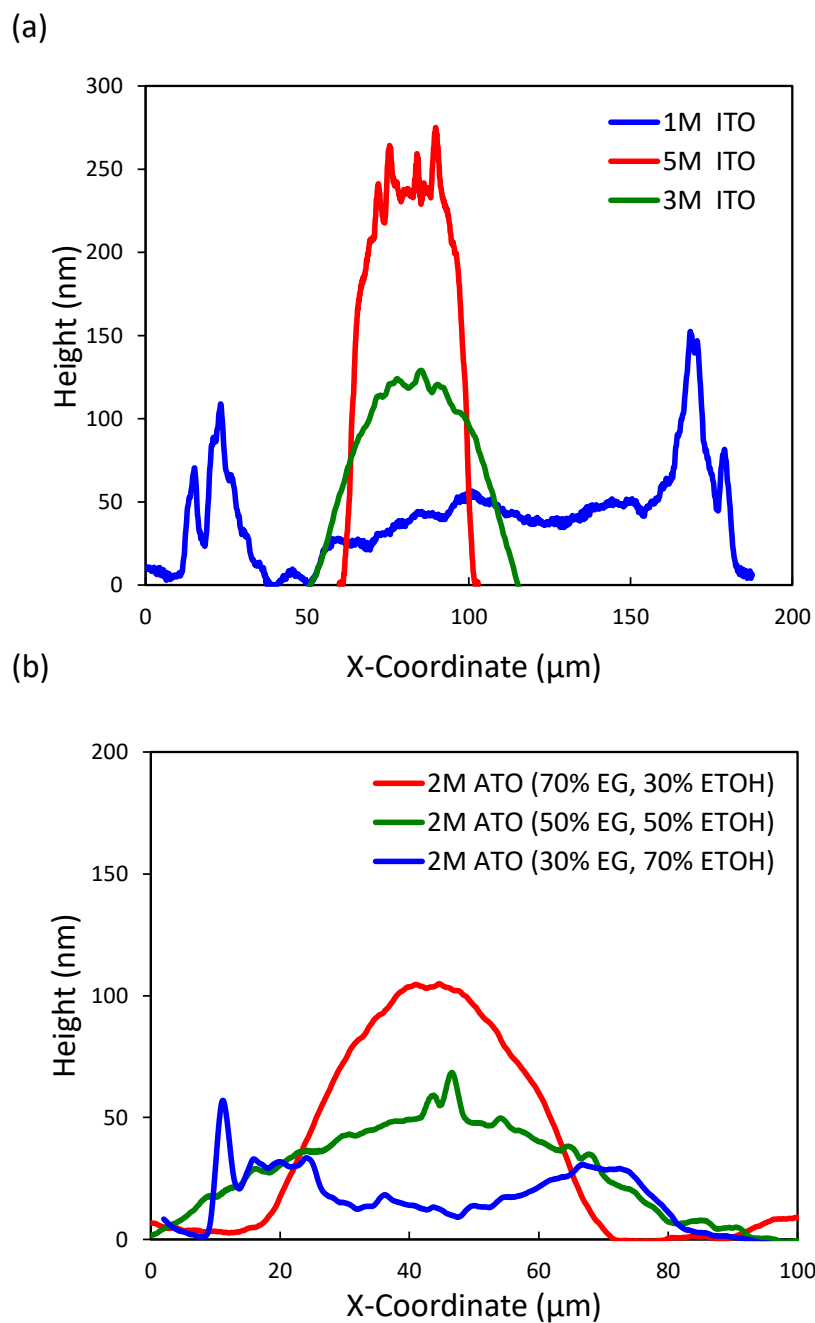 (a)
300
250
200
150
100
50
0
Height (nm)
1M ITO
5M ITO
3M ITO
0 50 100 150 200
X-Coordinate (µm)
(b)
200
150
100
50
0
Height (nm)
2M ATO (70% EG, 30% ETOH)
2M ATO (50% EG, 50% ETOH)
2M ATO (30% EG, 70% ETOH)
0 20 40 60 80 100
X-Coordinate (µm)